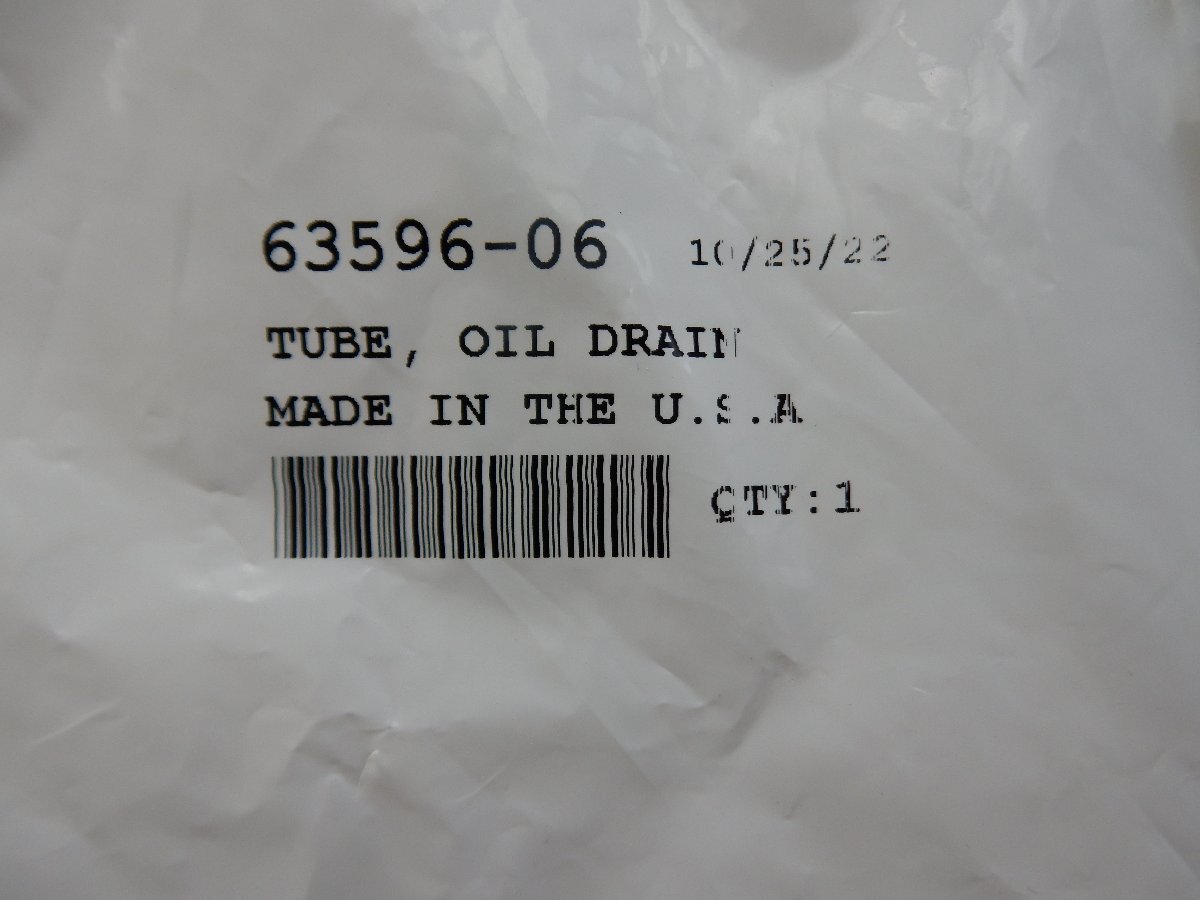 63596-06 10/25/22
TUBE, OIL DRAIN
MADE IN THE U.S.A
QTY:1